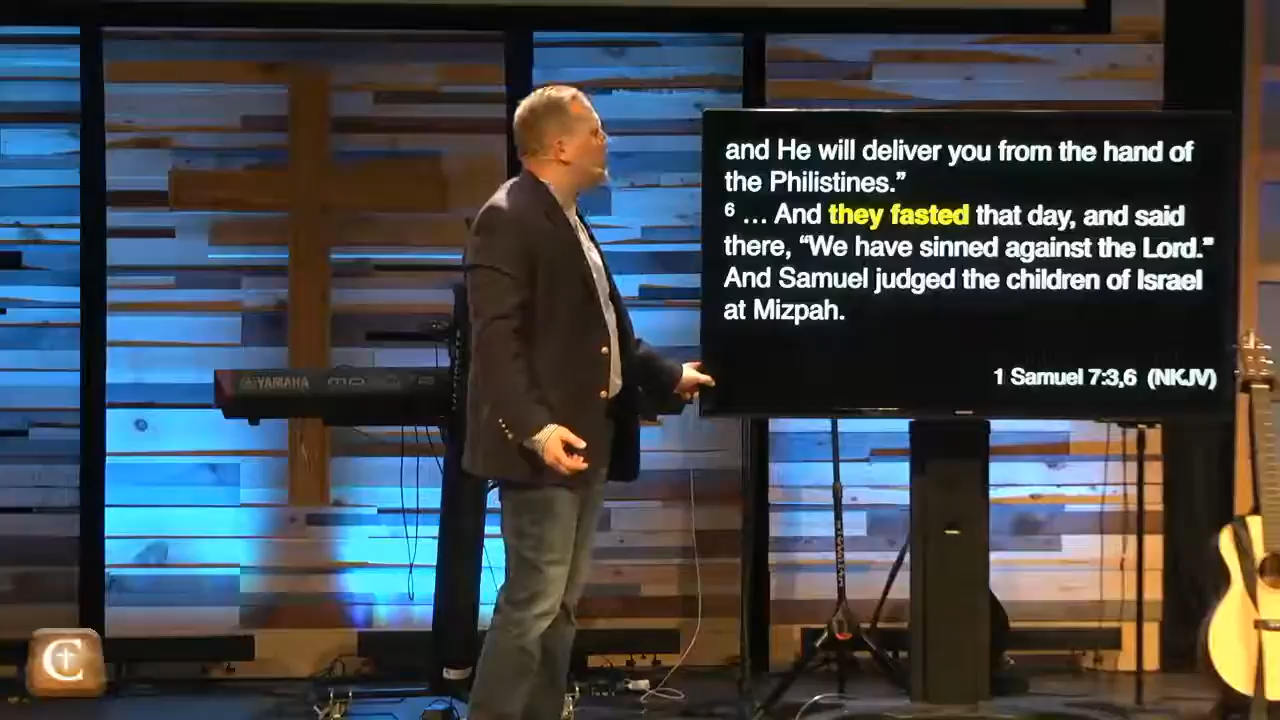 and He will deliver you from the hand of
the Philistines.”
6 … And they fasted that day, and said
there, “We have sinned against the Lord.”
And Samuel judged the children of Israel
at Mizpah.
1 Samuel 7:3,6 (NKJV)
YAMAHA
C